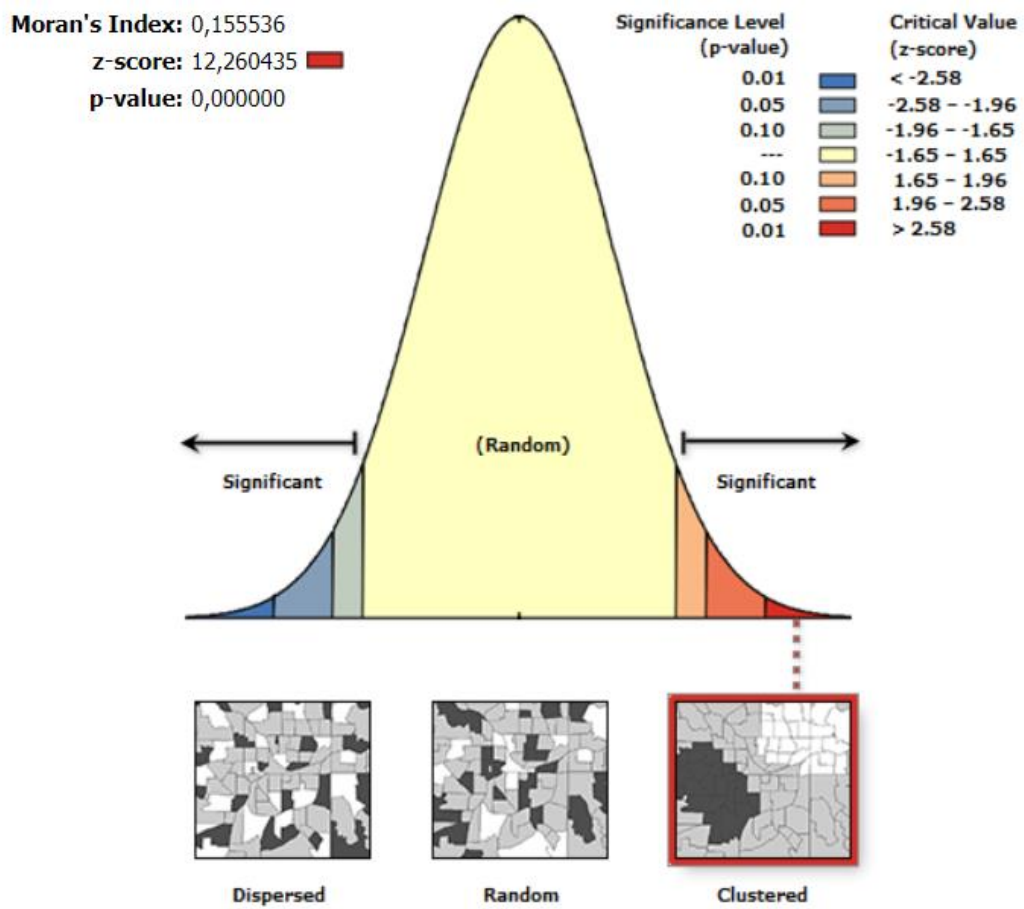 Moran's Index: 0,155536
z-score: 12,260435
p-value: 0,000000
Significance Level Critical Value
(p-value) (z-score)
0.01 < -2.58
0.05 -2.58 – -1.96
0.10 -1.96 – -1.65
--- -1.65 – 1.65
0.10 1.65 – 1.96
0.05 1.96 – 2.58
0.01 > 2.58
(Random)
Significant Significant
Dispersed Random Clustered